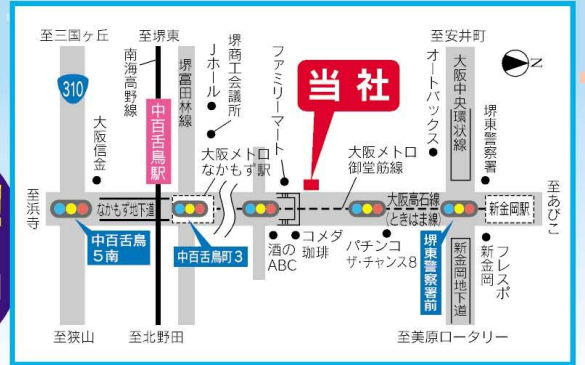 至三国ヶ丘
至堺東
至安井町
310
南海高野線
中百舌鳥駅
堺富田林線
Jホール
堺商工会議所
ファミリーマート
当社
オートバックス
大阪中央環状線
堺東警察署
N
大阪信金
大阪メトロ
なかもず駅
大阪メトロ
御堂筋線
至浜寺
なかもず地下道
大阪高石線
(ときはま線)
新金岡駅
至あびこ
中百舌鳥
5南
中百舌鳥町3
酒の
ABC
コメダ
珈琲
パチンコ
ザ・チャンス8
堺東警察署前
新金岡地下道
フレスポ
新金岡
至狭山
至北野田
至美原ロータリー